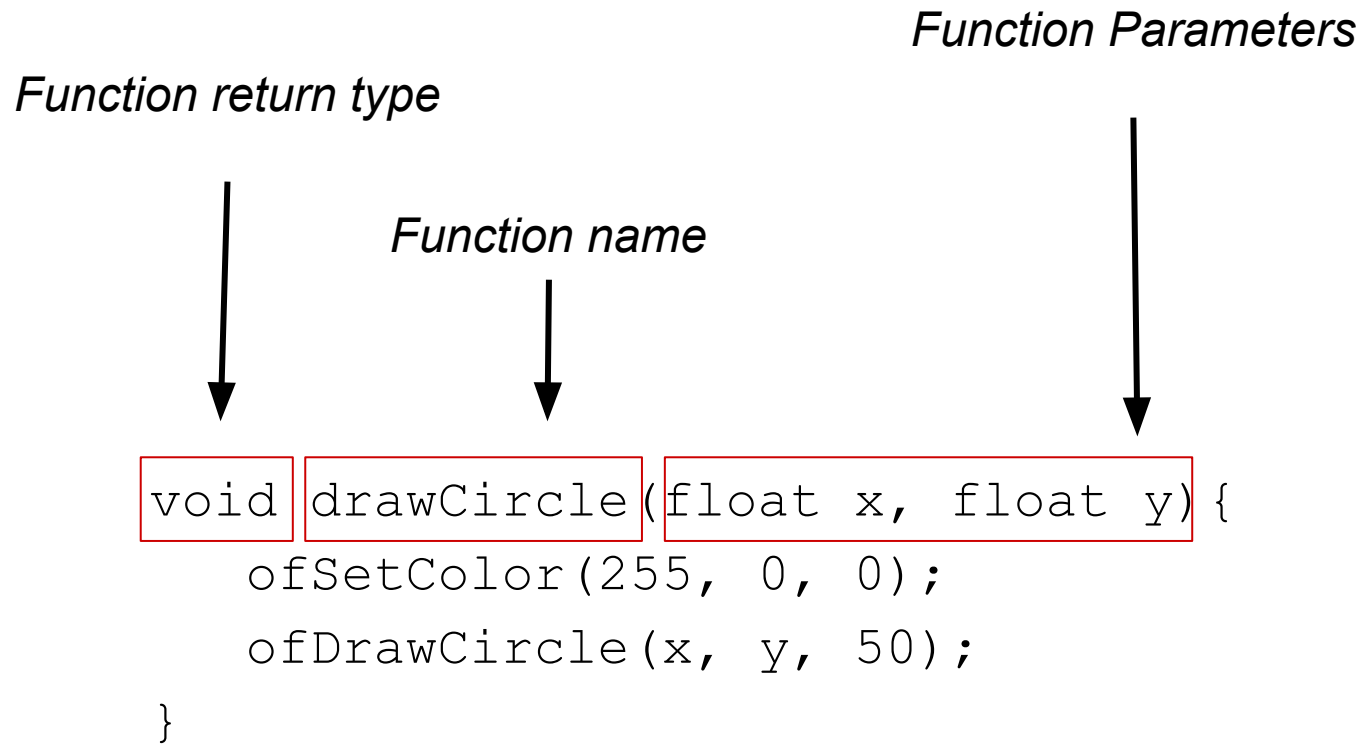 Function Parameters
Function return type
Function name
void drawCircle(float x, float y){
ofSetColor(255, 0, 0);
ofDrawCircle(x, y, 50);
}